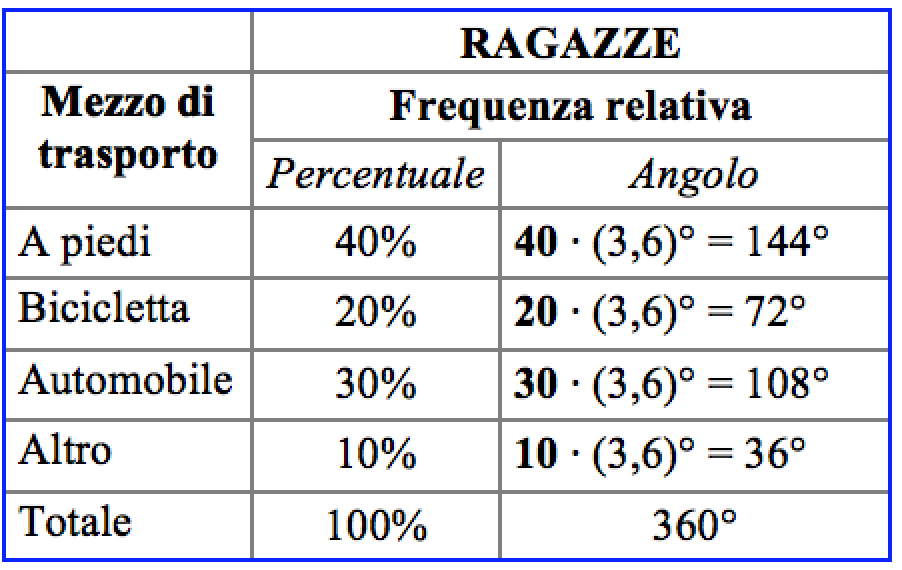 RAGAZZE
Mezzo di
trasporto
Frequenza relativa
Percentuale Angolo
A piedi 40% 40 · (3,6)° = 144°
Bicicletta 20% 20 · (3,6)° = 72°
Automobile 30% 30 · (3,6)° = 108°
Altro 10% 10 · (3,6)° = 36°
Totale 100% 360°